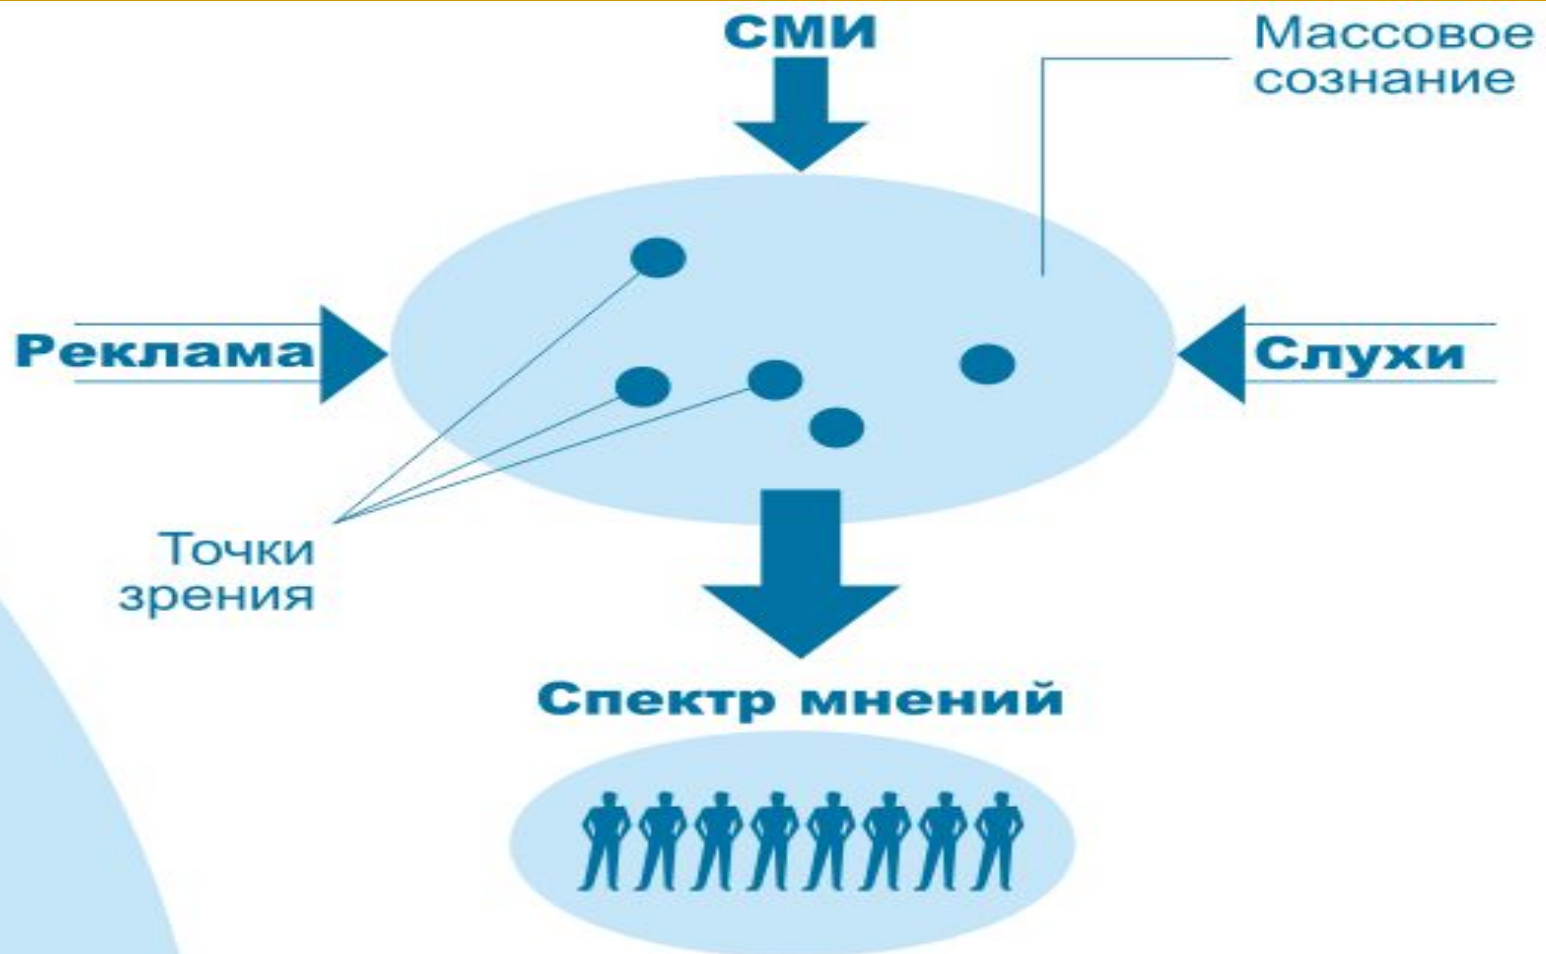 СМИ
Массовое
сознание
Реклама
Слухи
Точки
зрения
Спектр мнений